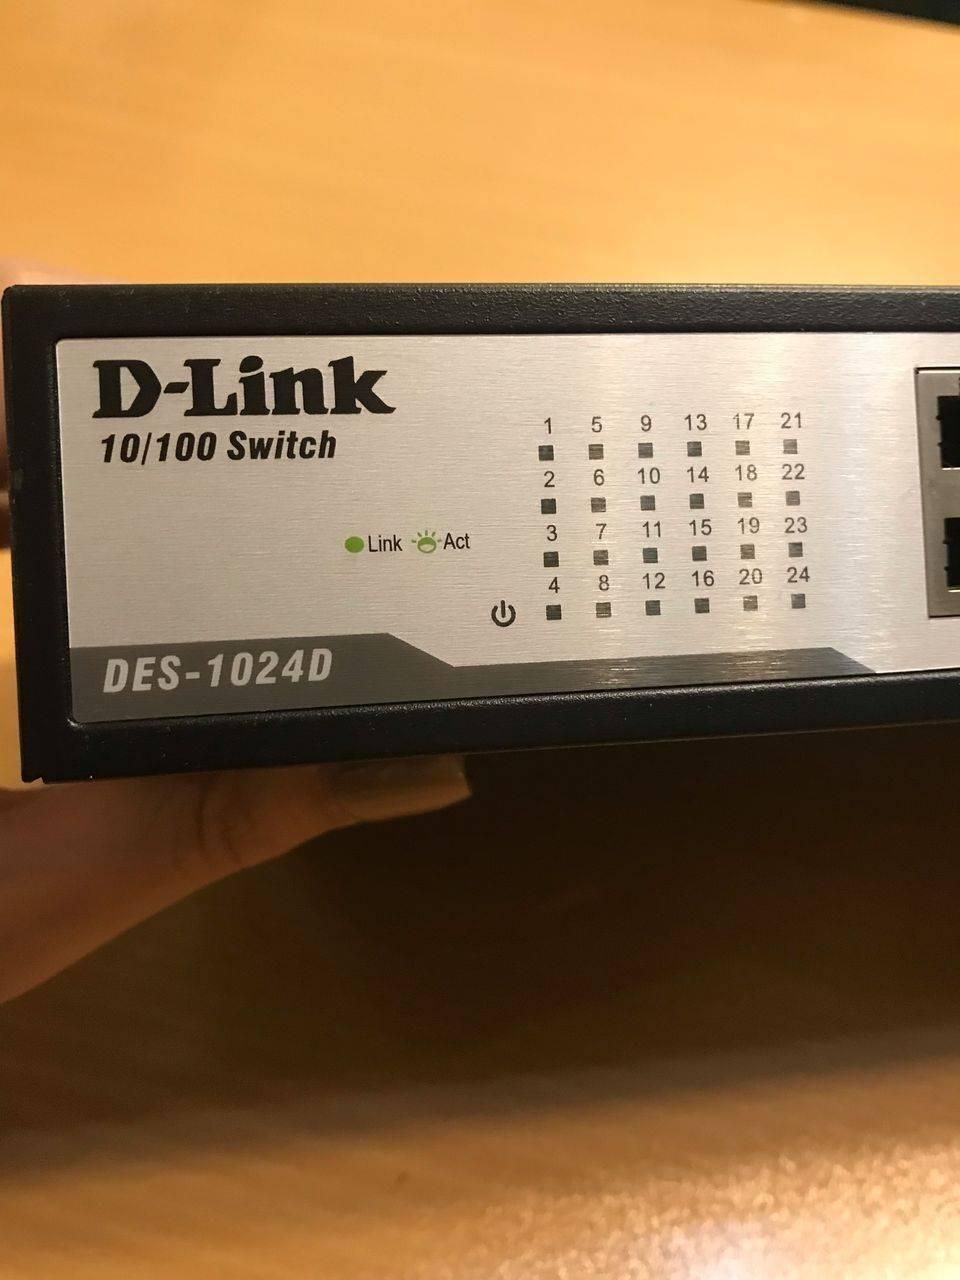 D-Link
10/100 Switch
1 5 9 13 17 21
2 6 10 14 18 22
Link Act
3 7 11 15 19 23
4 8 12 16 20 24
DES-1024D